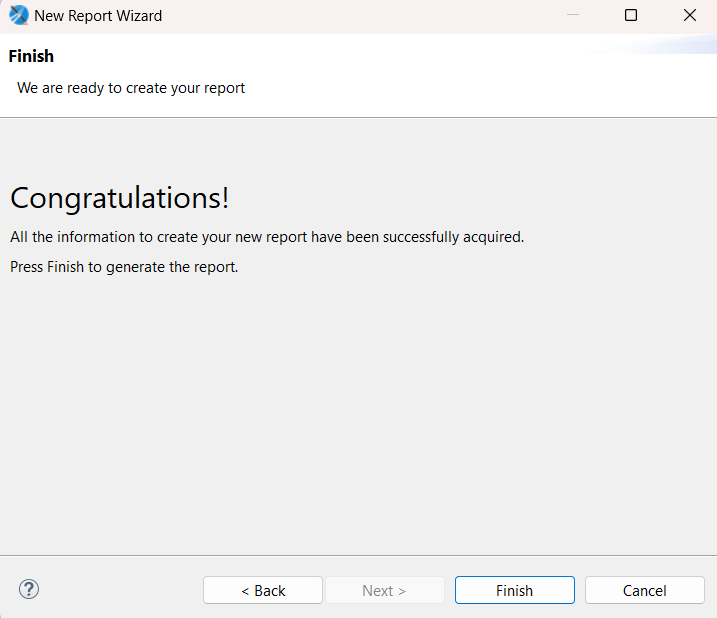 New Report Wizard
Finish
We are ready to create your report
Congratulations!
All the information to create your new report have been successfully acquired.
Press Finish to generate the report.
?
< Back
Next >
Finish
Cancel